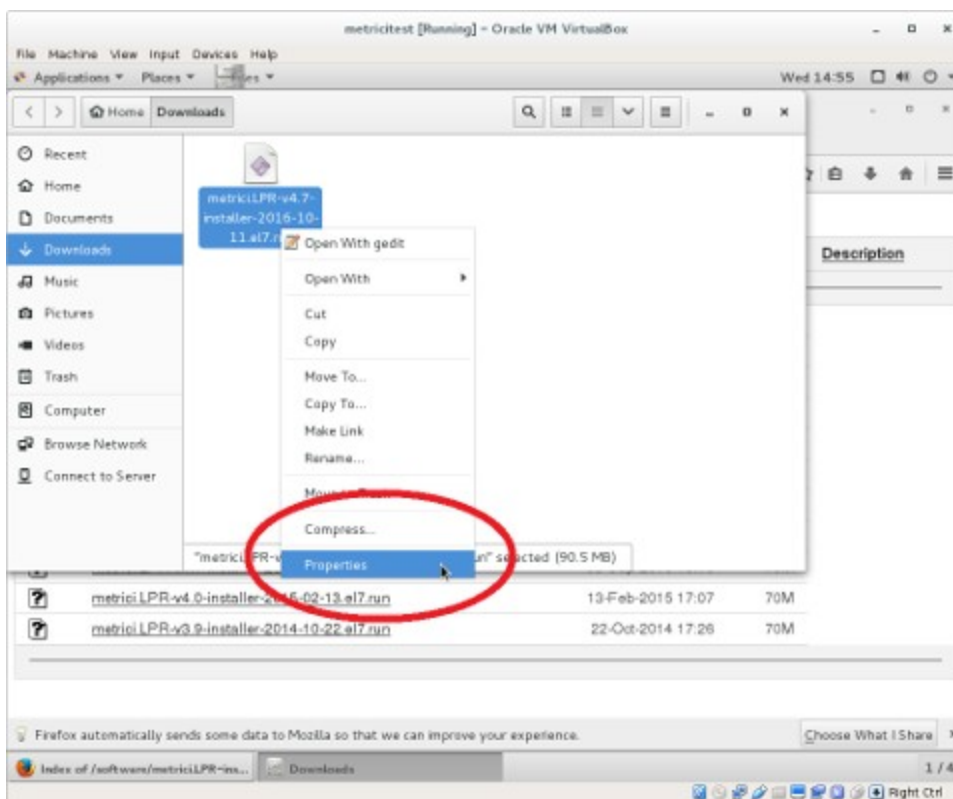 metricitest [Running] - Oracle VM VirtualBox
File Machine View Input Devices Help
Applications Places Wed 14:55
Home Downloads
Recent
Home
Documents
Downloads
Music
Pictures
Videos
Trash
Computer
Browse Network
Connect to Server
metrici.LPR-v4.7-
installer-2016-10-
11.el7.r
Open With gedit
Open With
Cut
Copy
Move To...
Copy To...
Make Link
Rename...
Compress...
Properties
"metrici.LPR-v un" selected (90.5 MB)
Description
metrici.LPR-v4.0-installer-2015-02-13.el7.run 13-Feb-2015 17:07 70M
metrici.LPR-v3.9-installer-2014-10-22.el7.run 22-Oct-2014 17:26 70M
Firefox automatically sends some data to Mozilla so that we can improve your experience. Choose What I Share
Index of /software/metrici.LPR-ins... Downloads 1 / 4
Right Ctrl